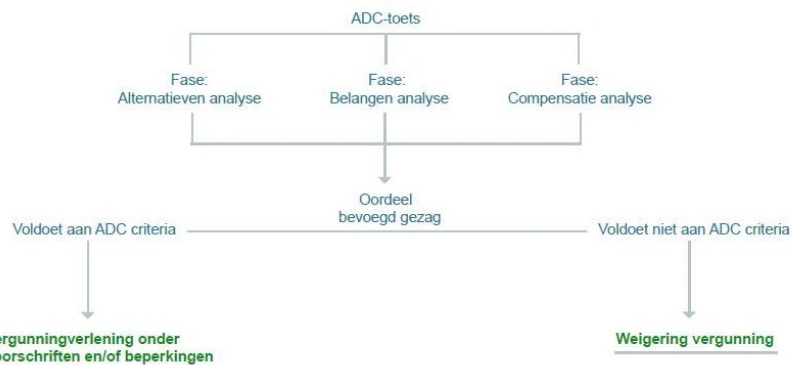 ADC-toets
Fase:
Alternatieven analyse
Fase:
Belangen analyse
Fase:
Compensatie analyse
Oordeel
bevoegd gezag
Voldoet aan ADC criteria
Voldoet niet aan ADC criteria
ergunningverlening onder
oorschriften en/of beperkingen
Weigering vergunning